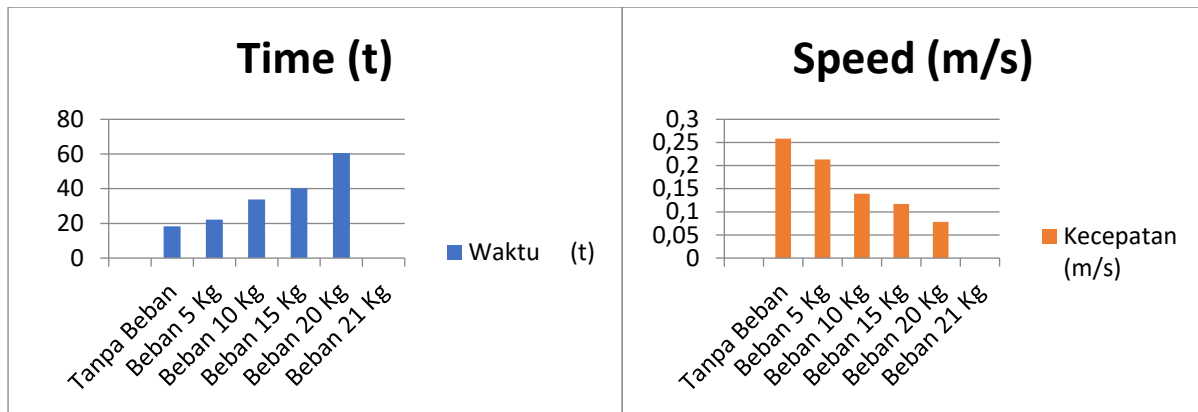 Time (t)
80
60
40
20
0
Tanpa Beban
Beban 5 Kg
Beban 10 Kg
Beban 15 Kg
Beban 20 Kg
Beban 21 Kg
Waktu (t)
Speed (m/s)
0,3
0,25
0,2
0,15
0,1
0,05
0
Tanpa Beban
Beban 5 Kg
Beban 10 Kg
Beban 15 Kg
Beban 20 Kg
Beban 21 Kg
Kecepatan
(m/s)